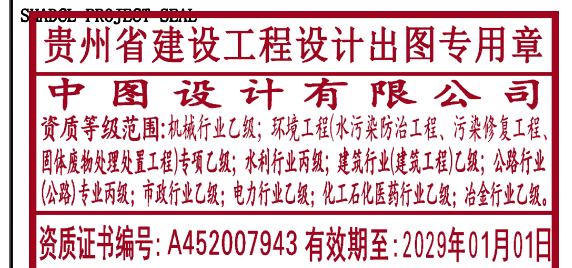 SHABCL PROJECT SEAL
贵州省建设工程设计出图专用章
中图设计有限公司
资质等级范围:机械行业乙级；环境工程(水污染防治工程、污染修复工程、
固体废物处理处置工程)专项乙级；水利行业丙级；建筑行业(建筑工程)乙级；公路行业
(公路)专业丙级；市政行业乙级；电力行业乙级；化工石化医药行业乙级；冶金行业乙级。
资质证书编号: A452007943 有效期至: 2029年01月01日